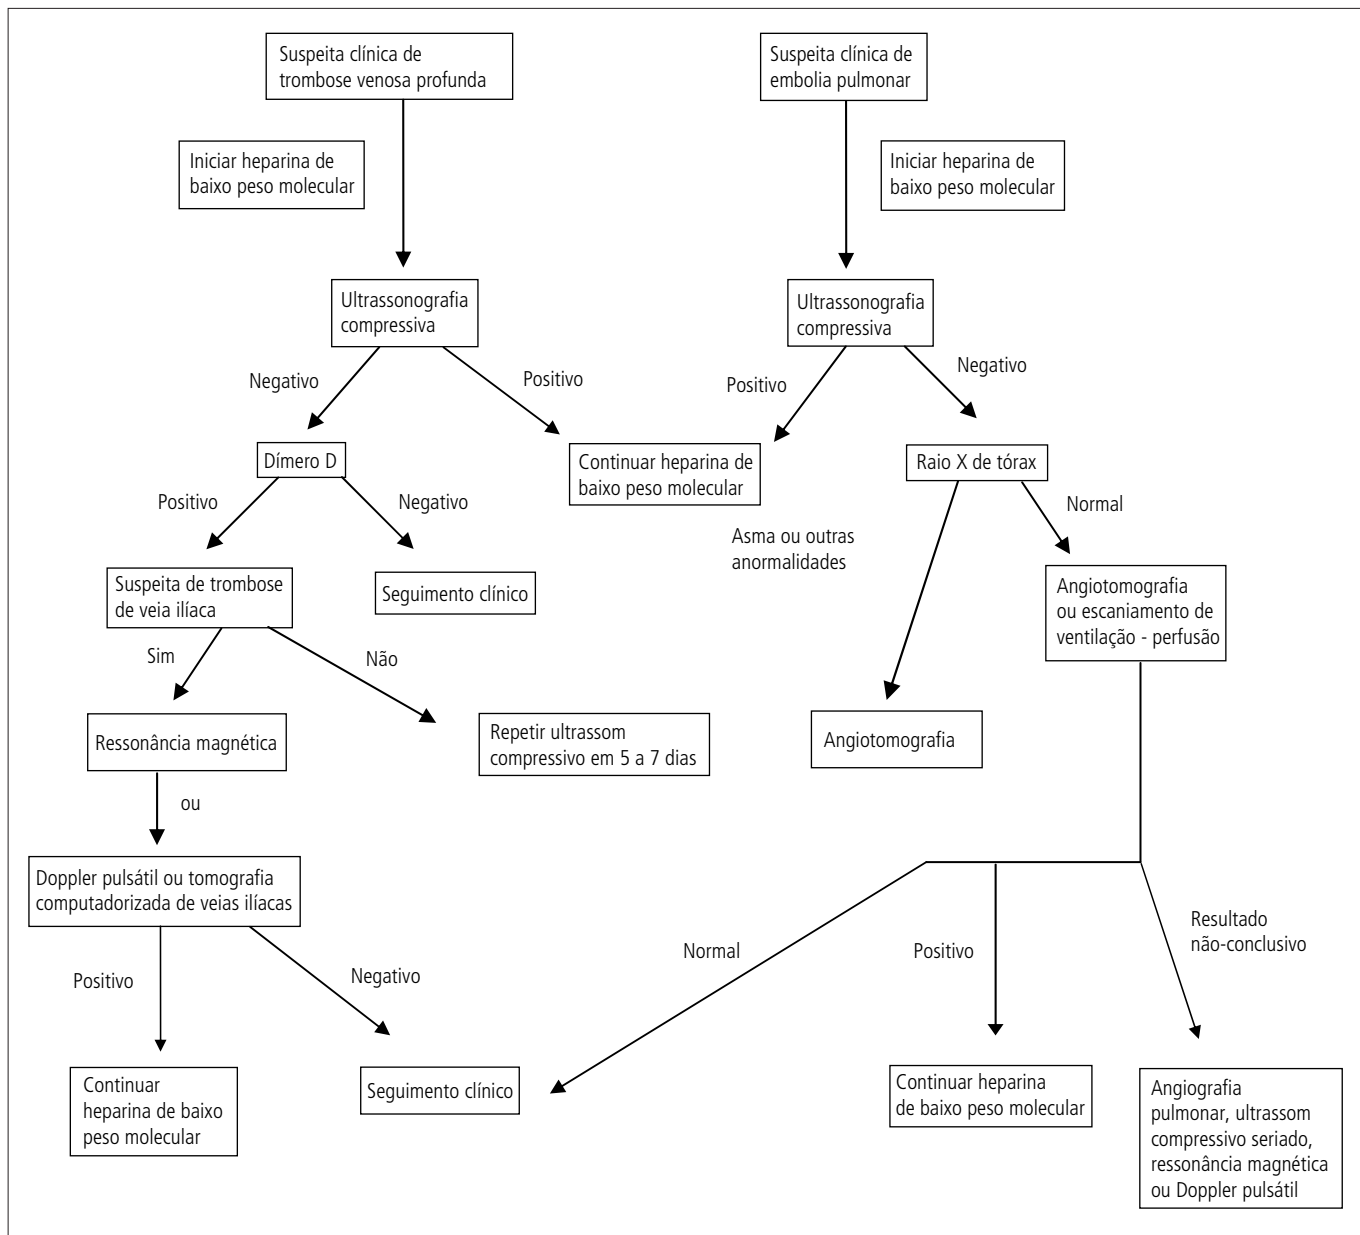 Suspeita clínica de
trombose venosa profunda
Suspeita clínica de
embolia pulmonar
Iniciar heparina de
baixo peso molecular
Iniciar heparina de
baixo peso molecular
Ultrassonografia
compressiva
Ultrassonografia
compressiva
Negativo
Positivo
Positivo
Negativo
Dímero D
Continuar heparina de
baixo peso molecular
Raio X de tórax
Positivo
Negativo
Asma ou outras
anormalidades
Normal
Suspeita de trombose
de veia ilíaca
Seguimento clínico
Angiotomografia
ou escaniamento de
ventilação - perfusão
Sim
Não
Ressonância magnética
Repetir ultrassom
compressivo em 5 a 7 dias
Angiotomografia
ou
Doppler pulsátil ou tomografia
computadorizada de veias ilíacas
Positivo
Negativo
Normal
Positivo
Resultado
não-conclusivo
Continuar
heparina de baixo
peso molecular
Seguimento clínico
Continuar heparina
de baixo peso molecular
Angiografia
pulmonar, ultrassom
compressivo seriado,
ressonância magnética
ou Doppler pulsátil